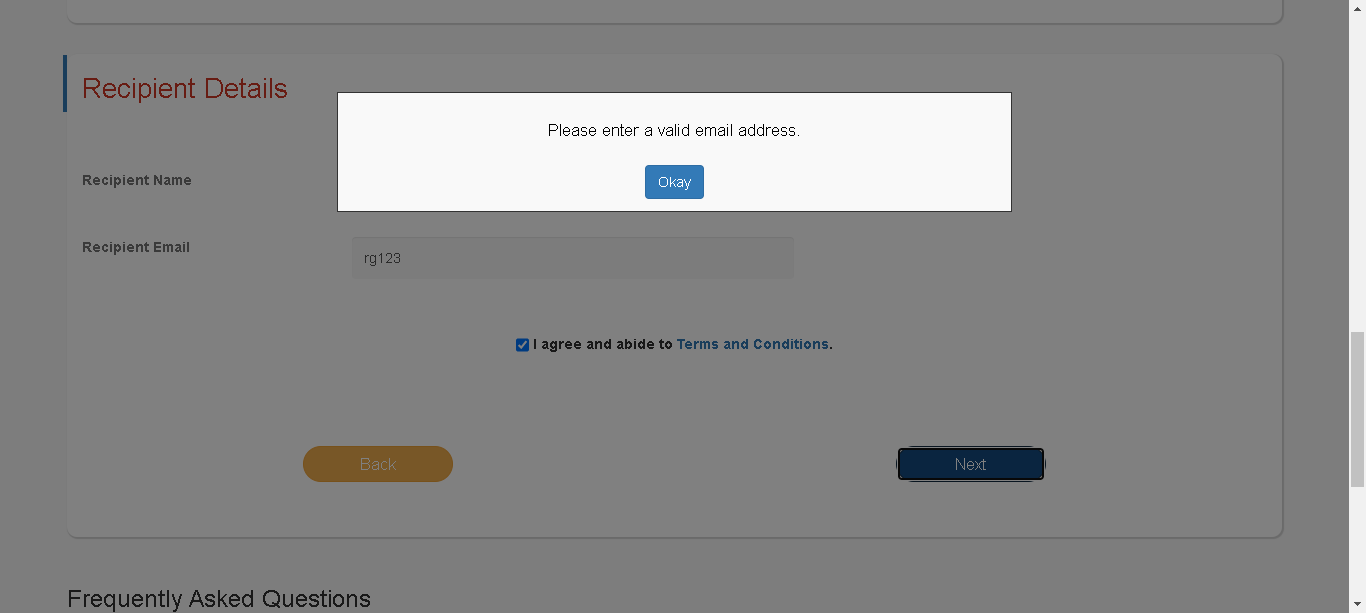 Recipient Details
Please enter a valid email address.
Okay
Recipient Name
Recipient Email
rg123
I agree and abide to Terms and Conditions.
Back
Next
Frequently Asked Questions